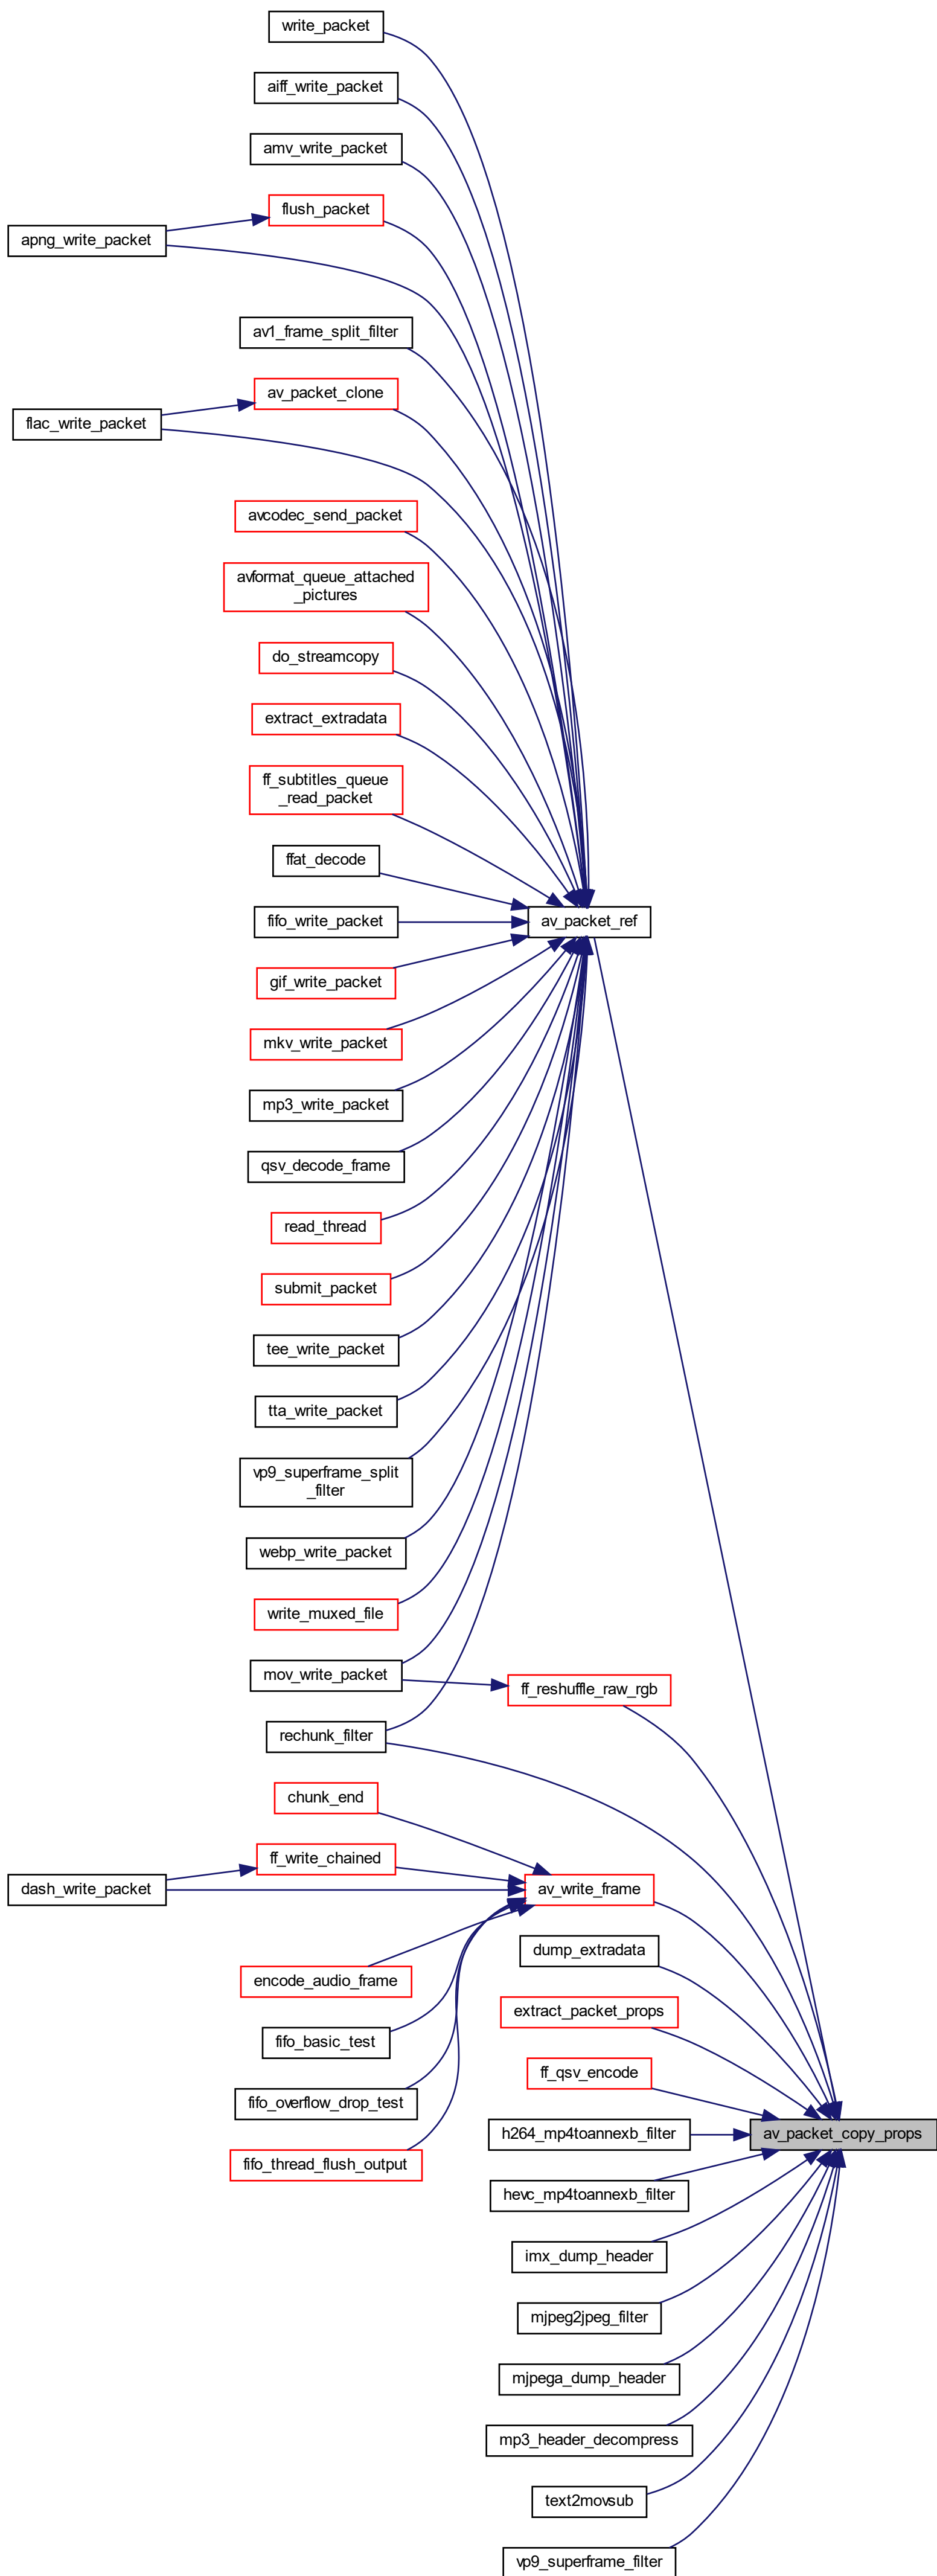 write_packet
aiff_write_packet
amv_write_packet
flush_packet
apng_write_packet
av1_frame_split_filter
av_packet_clone
flac_write_packet
avcodec_send_packet
avformat_queue_attached
_pictures
do_streamcopy
extract_extradata
ff_subtitles_queue
_read_packet
ffat_decode
fifo_write_packet
av_packet_ref
gif_write_packet
mkv_write_packet
mp3_write_packet
qsv_decode_frame
read_thread
submit_packet
tee_write_packet
tta_write_packet
vp9_superframe_split
_filter
webp_write_packet
write_muxed_file
mov_write_packet
ff_reshuffle_raw_rgb
rechunk_filter
chunk_end
ff_write_chained
dash_write_packet
av_write_frame
dump_extradata
encode_audio_frame
extract_packet_props
fifo_basic_test
ff_qsv_encode
fifo_overflow_drop_test
h264_mp4toannexb_filter
av_packet_copy_props
fifo_thread_flush_output
hevc_mp4toannexb_filter
imx_dump_header
mjpeg2jpeg_filter
mjpega_dump_header
mp3_header_decompress
text2movsub
vp9_superframe_filter